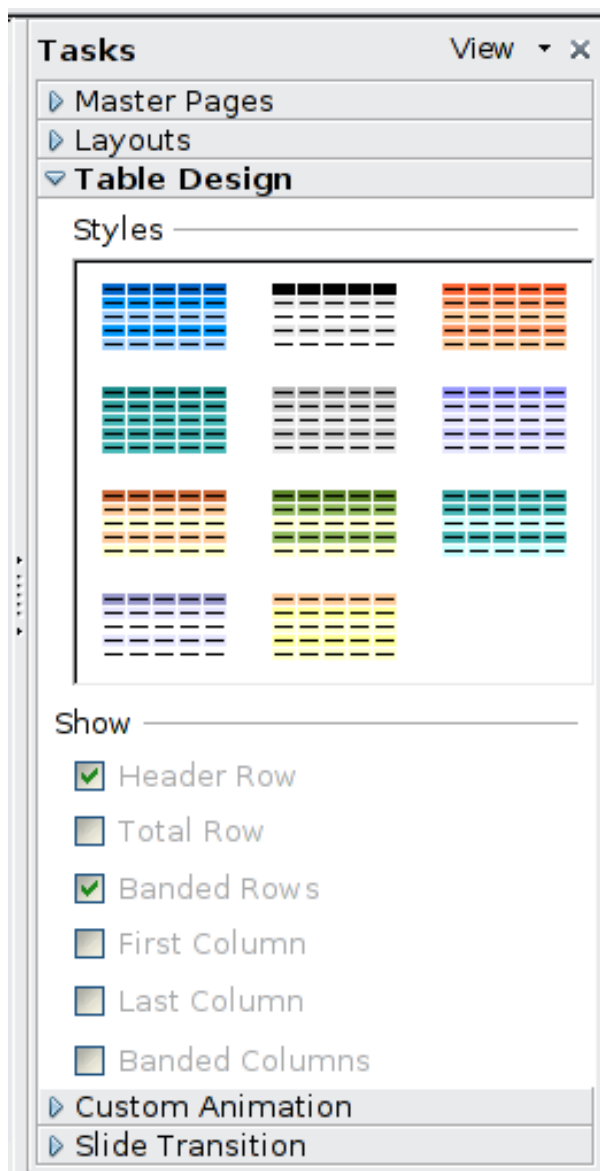 Tasks View
Master Pages
Layouts
Table Design
Styles
Show
Header Row
Total Row
Banded Rows
First Column
Last Column
Banded Columns
Custom Animation
Slide Transition